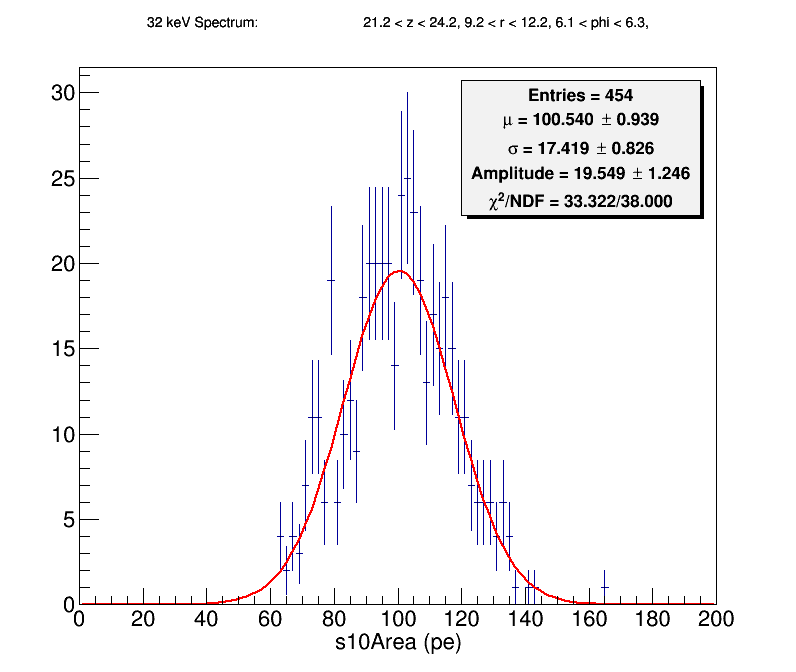 32 keV Spectrum: 21.2 < z < 24.2, 9.2 < r < 12.2, 6.1 < phi < 6.3,
Entries = 454
μ = 100.540 ± 0.939
σ = 17.419 ± 0.826
Amplitude = 19.549 ± 1.246
χ²/NDF = 33.322/38.000
30
25
20
15
10
5
0
0 20 40 60 80 100 120 140 160 180 200
s10Area (pe)